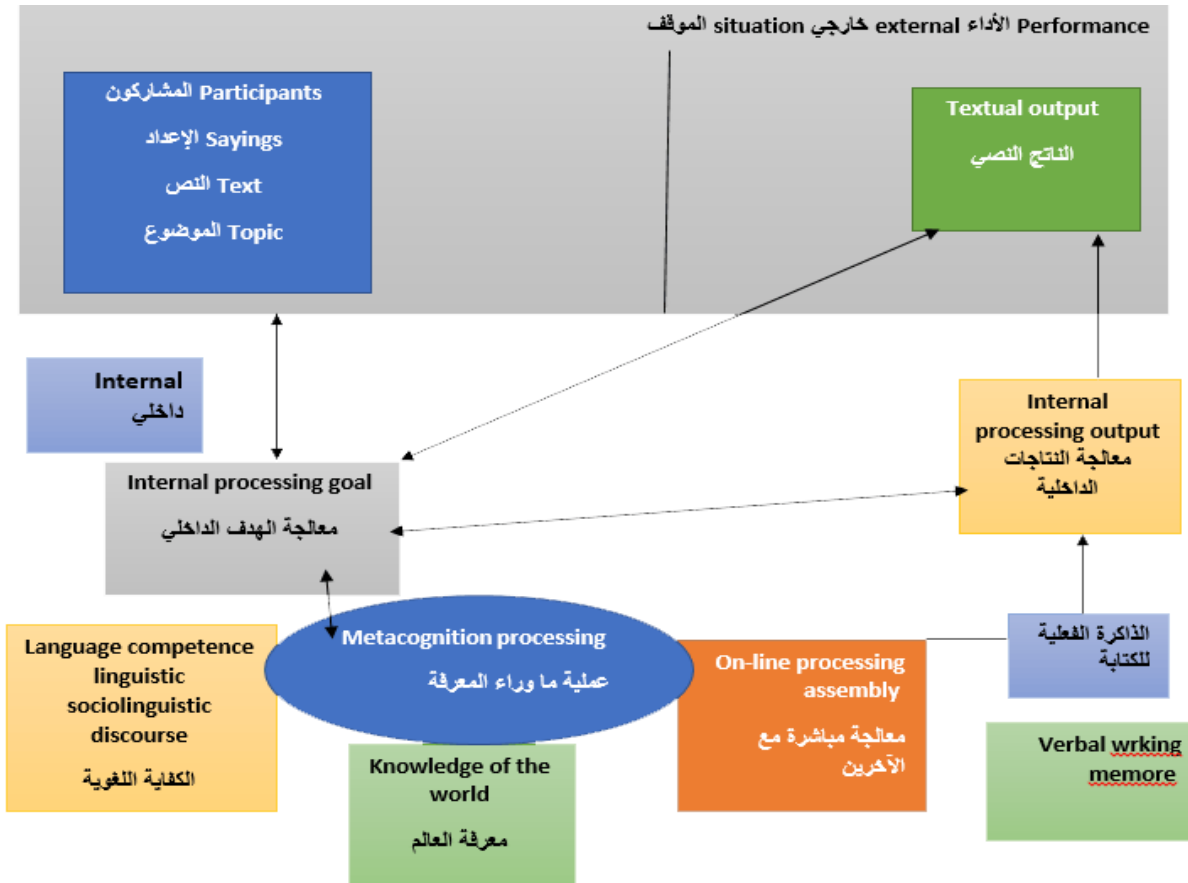 الموقف situation خارجي external الأداء Performance
المشاركون Participants
الإعداد Sayings
النص Text
الموضوع Topic
Textual output
الناتج النصي
Internal
داخلي
Internal
processing output
معالجة النتاجات
الداخلية
Internal processing goal
معالجة الهدف الداخلي
Language competence
linguistic
sociolinguistic
discourse
الكفاية اللغوية
Metacognition processing
عملية ما وراء المعرفة
Knowledge of the
world
معرفة العالم
On-line processing
assembly
معالجة مباشرة مع
الآخرين
الذاكرة الفعلية
للكتابة
Verbal wrking
memore